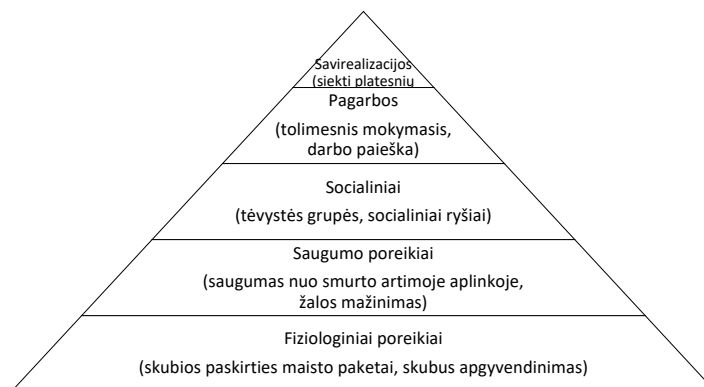 Savirealizacijos
(siekti platesnių
Pagarbos
(tolimesnis mokymasis,
darbo paieška)
Socialiniai
(tėvystės grupės, socialiniai ryšiai)
Saugumo poreikiai
(saugumas nuo smurto artimoje aplinkoje,
žalos mažinimas)
Fiziologiniai poreikiai
(skubios paskirties maisto paketai, skubus apgyvendinimas)